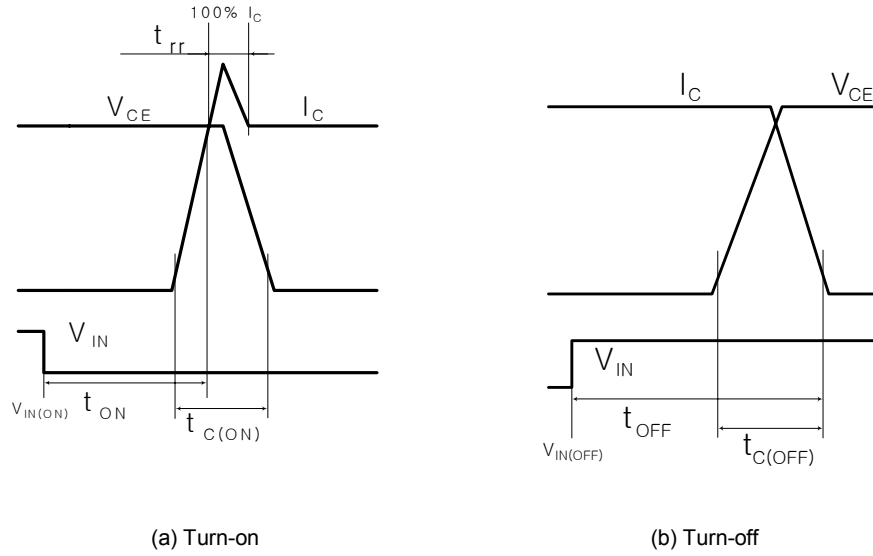 100% I_C
t_rr
V_CE
I_C
V_IN
V_IN(ON)
t_ON
t_C(ON)
(a) Turn-on
I_C
V_CE
V_IN
t_OFF
V_IN(OFF)
t_C(OFF)
(b) Turn-off